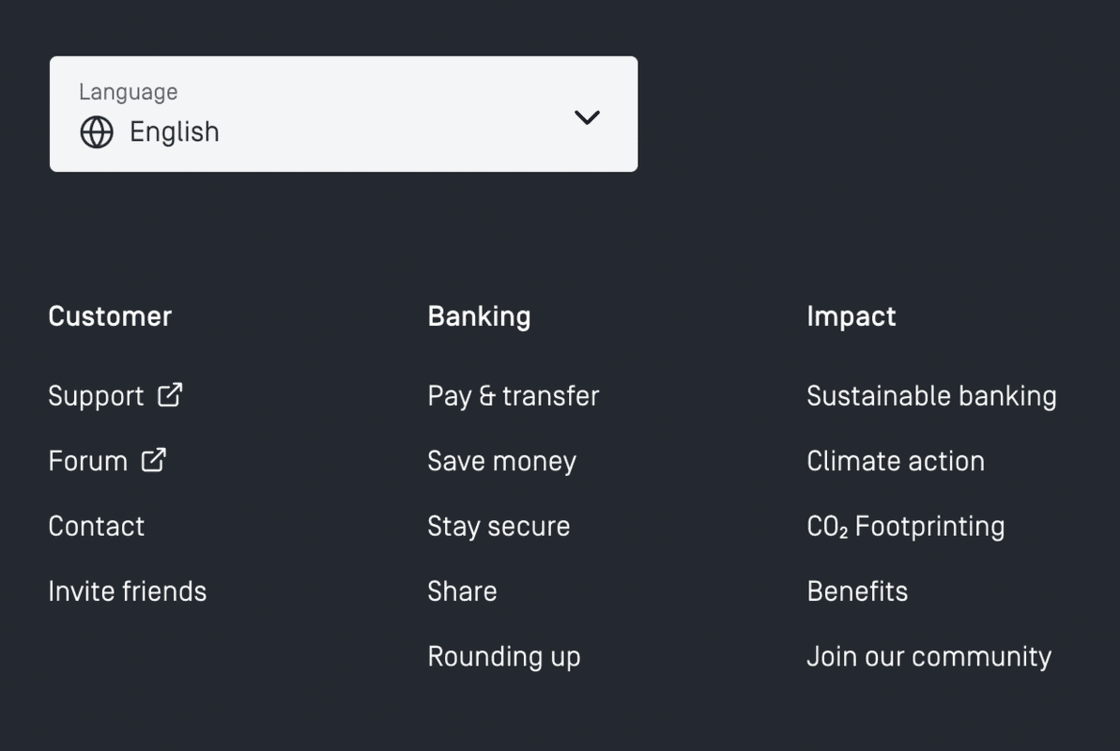 Language
English
Customer
Support
Forum
Contact
Invite friends
Banking
Pay & transfer
Save money
Stay secure
Share
Rounding up
Impact
Sustainable banking
Climate action
CO₂ Footprinting
Benefits
Join our community